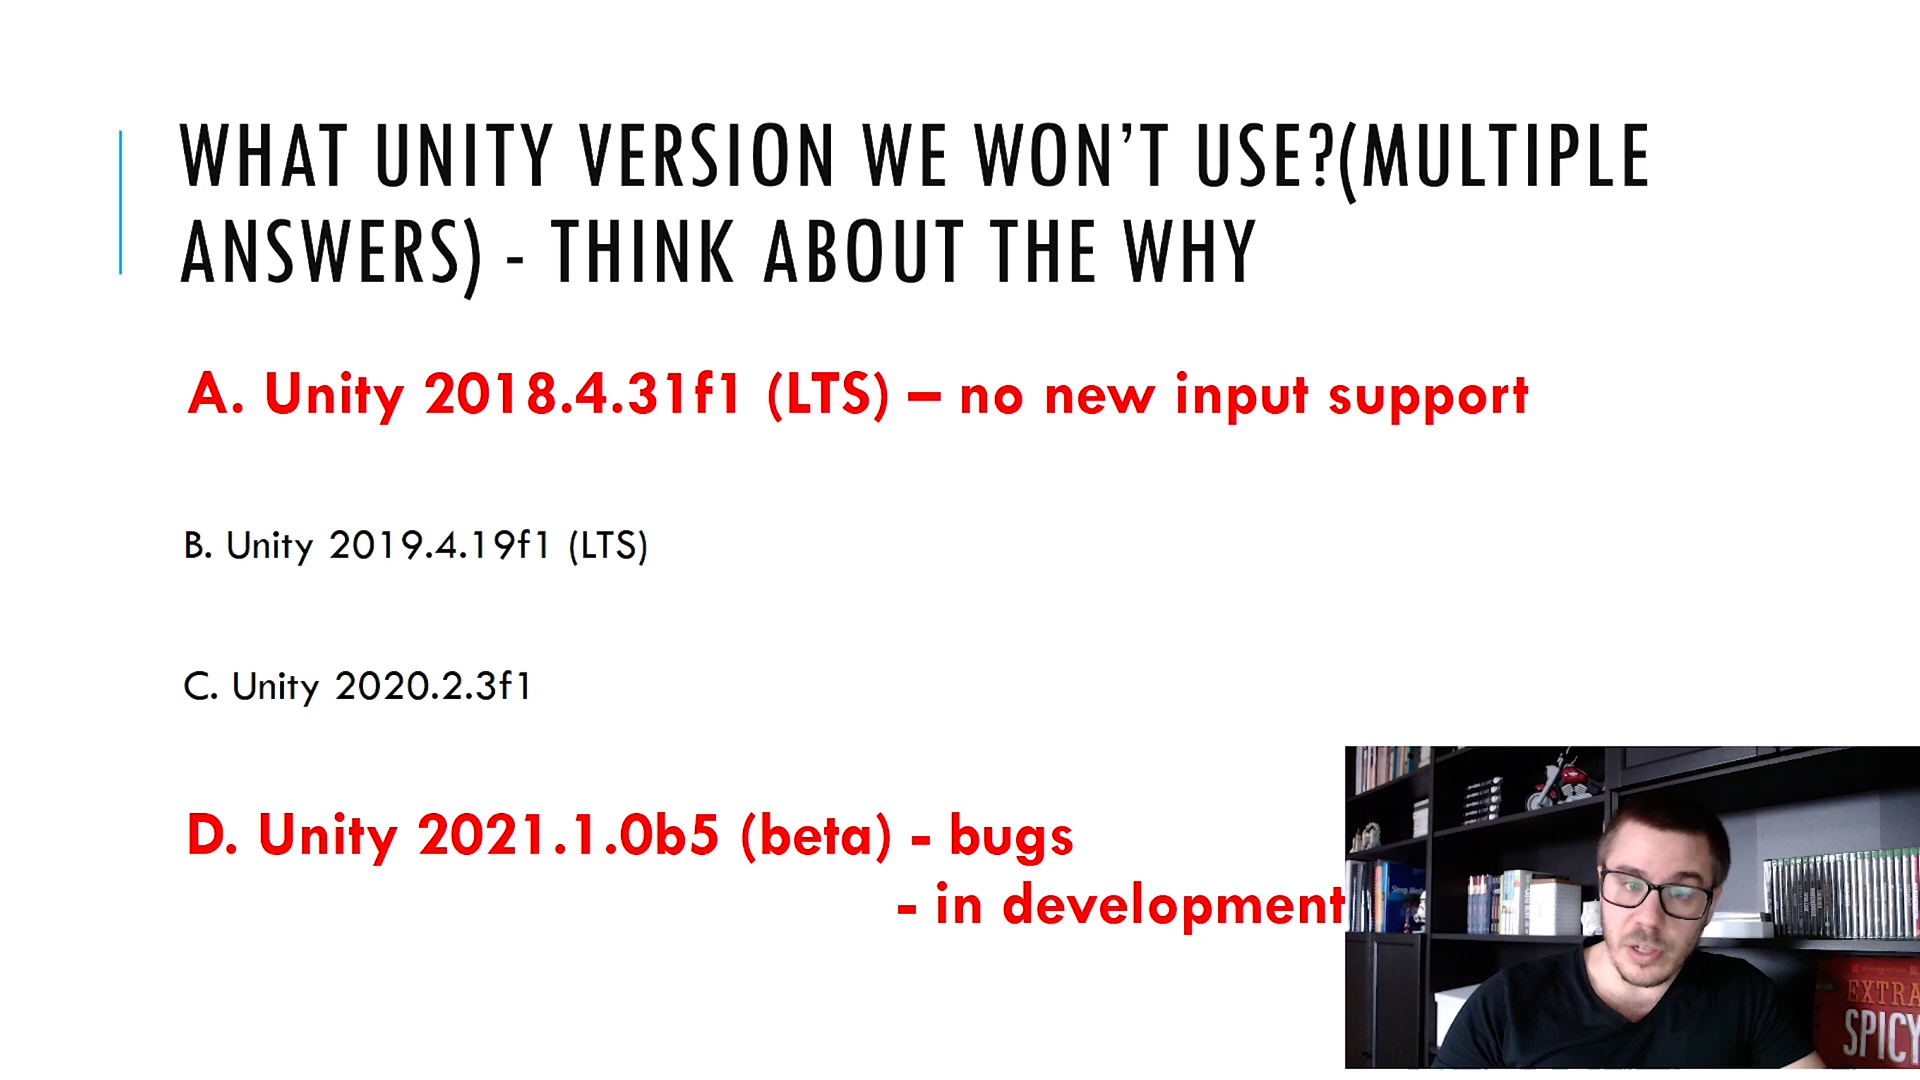 WHAT UNITY VERSION WE WON’T USE?(MULTIPLE
ANSWERS) - THINK ABOUT THE WHY
A. Unity 2018.4.31f1 (LTS) – no new input support
B. Unity 2019.4.19f1 (LTS)
C. Unity 2020.2.3f1
D. Unity 2021.1.0b5 (beta) - bugs
- in development
EXTRA
SPICY